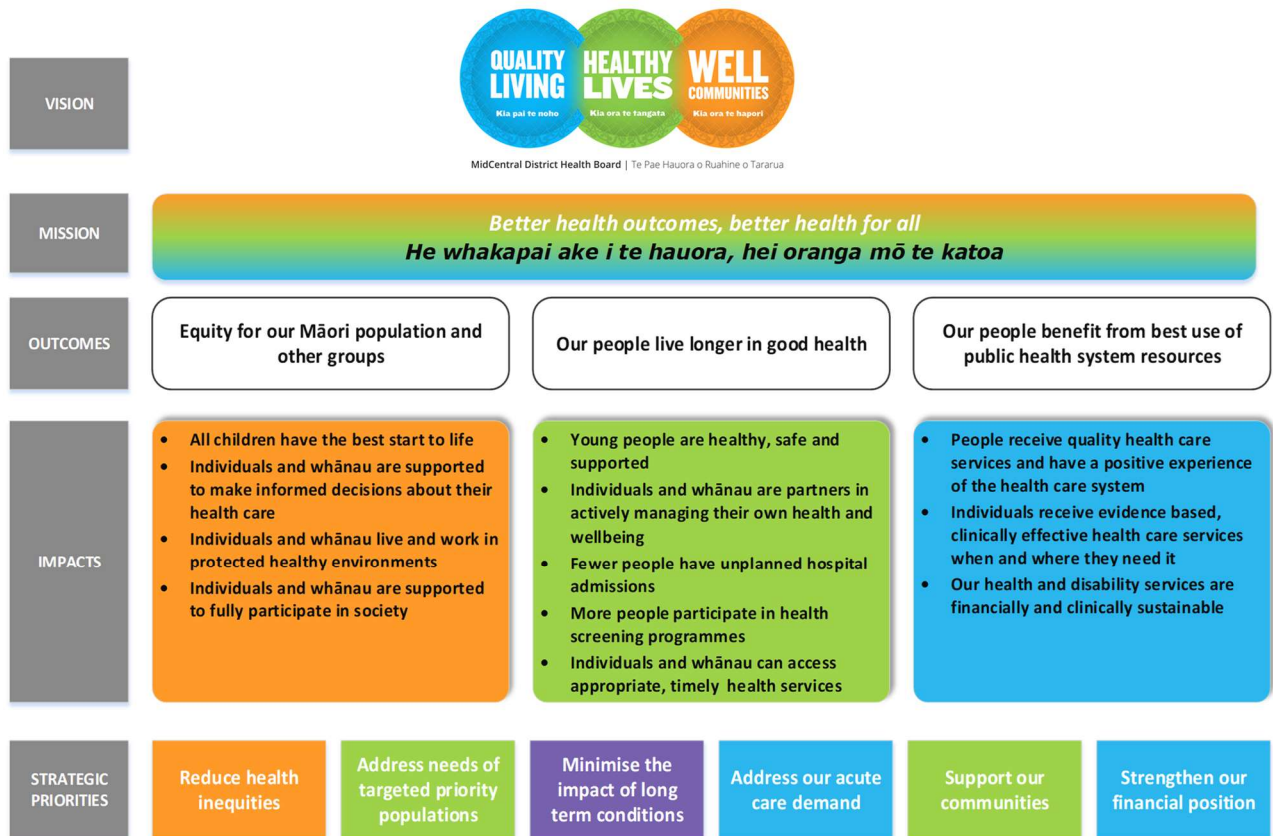 VISION
QUALITY
LIVING
Kia pai te noho
HEALTHY
LIVES
Kia ora te tangata
WELL
COMMUNITIES
Kia ora te hapori
MidCentral District Health Board | Te Pae Hauora o Ruahine o Tararua
MISSION
Better health outcomes, better health for all
He whakapai ake i te hauora, hei oranga mō te katoa
OUTCOMES
Equity for our Māori population and
other groups
Our people live longer in good health
Our people benefit from best use of
public health system resources
IMPACTS
• All children have the best start to life
• Individuals and whānau are supported
to make informed decisions about their
health care
• Individuals and whānau live and work in
protected healthy environments
• Individuals and whānau are supported
to fully participate in society
• Young people are healthy, safe and
supported
• Individuals and whānau are partners in
actively managing their own health and
wellbeing
• Fewer people have unplanned hospital
admissions
• More people participate in health
screening programmes
• Individuals and whānau can access
appropriate, timely health services
• People receive quality health care
services and have a positive experience
of the health care system
• Individuals receive evidence based,
clinically effective health care services
when and where they need it
• Our health and disability services are
financially and clinically sustainable
STRATEGIC
PRIORITIES
Reduce health
inequities
Address needs of
targeted priority
populations
Minimise the
impact of long
term conditions
Address our acute
care demand
Support our
communities
Strengthen our
financial position